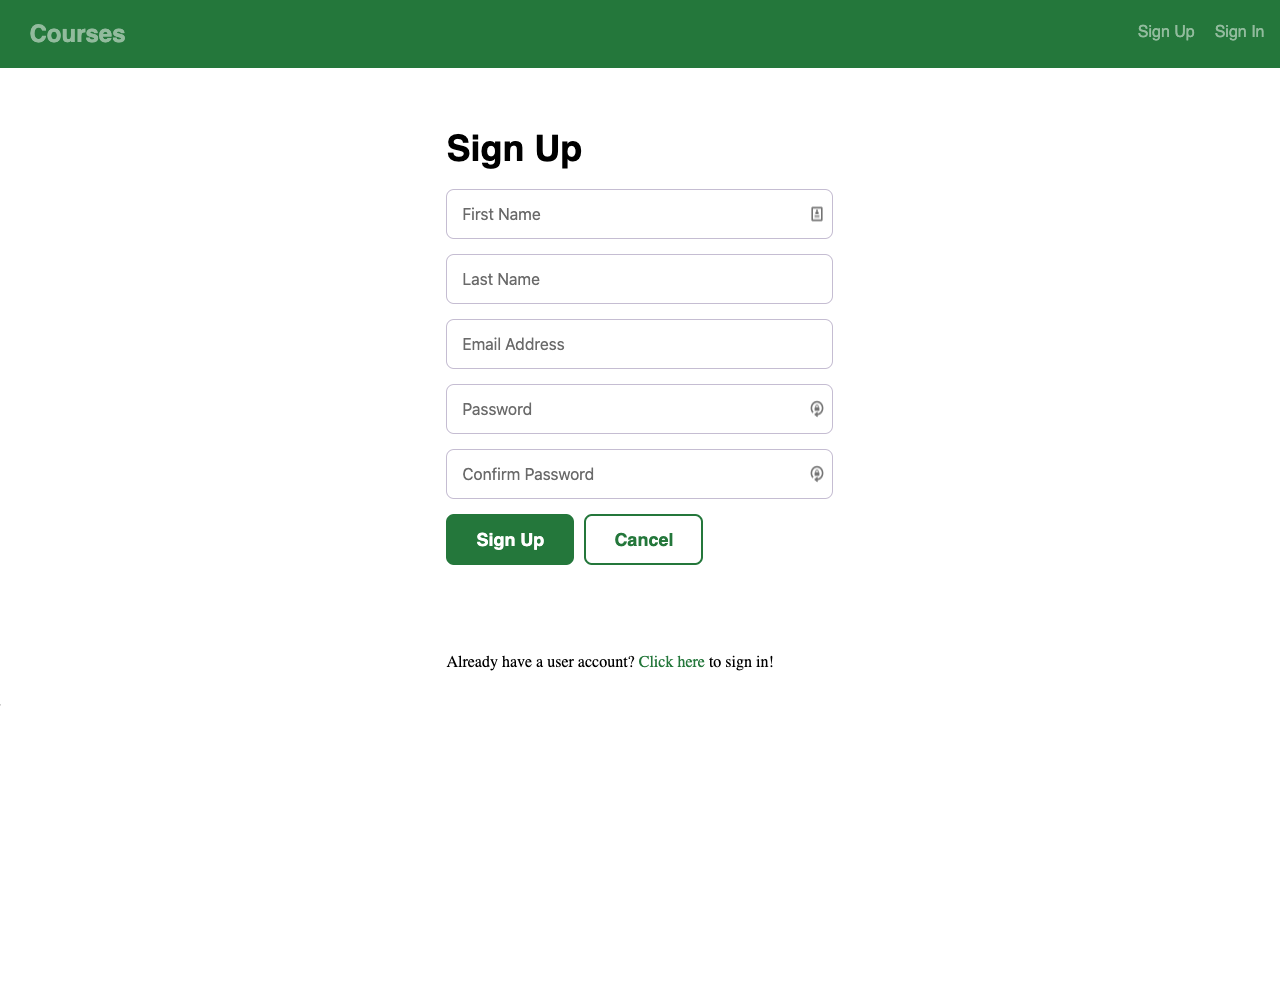 Courses
Sign Up Sign In
Sign Up
First Name
Last Name
Email Address
Password
Confirm Password
Sign Up Cancel
Already have a user account? Click here to sign in!